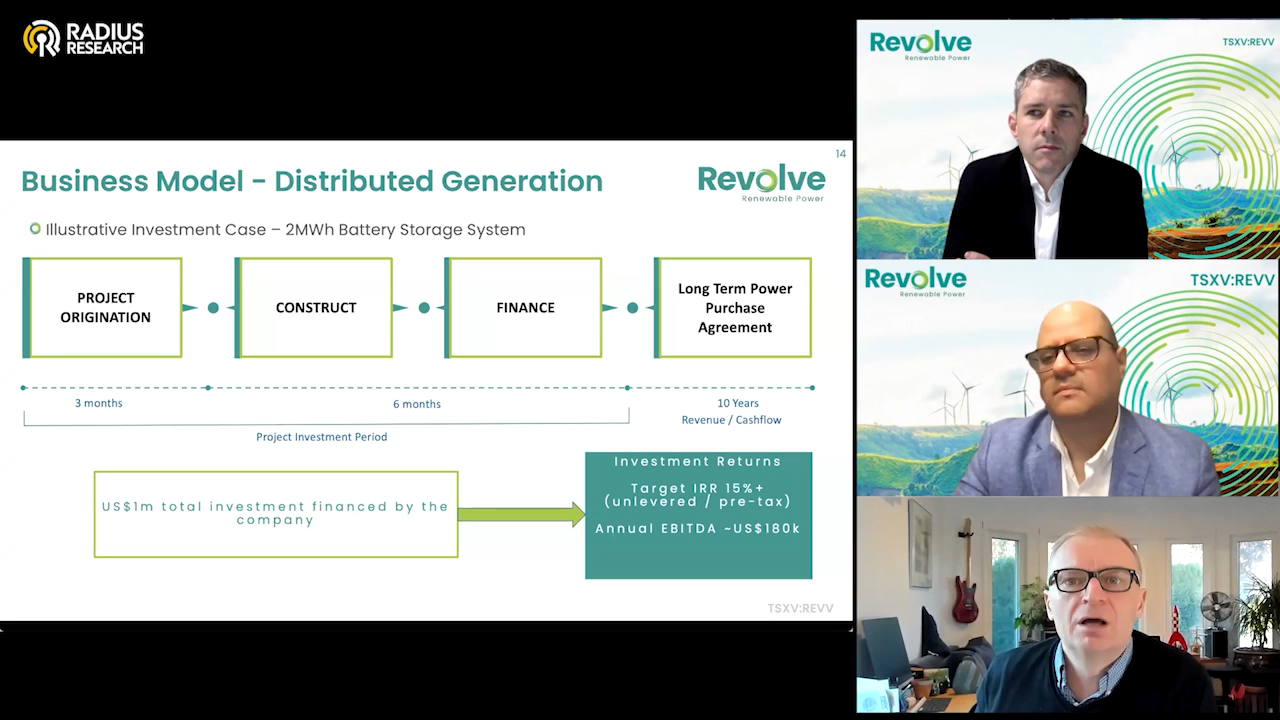 RADIUS
RESEARCH
14
Business Model - Distributed Generation
Revolve
Renewable Power
Illustrative Investment Case – 2MWh Battery Storage System
PROJECT
ORIGINATION
CONSTRUCT
FINANCE
Long Term Power
Purchase
Agreement
3 months
6 months
10 Years
Revenue / Cashflow
Project Investment Period
US$1m total investment financed by the
company
Investment Returns
Target IRR 15%+
(unlevered / pre-tax)
Annual EBITDA ~US$180k
TSXV:REVV
Revolve
Renewable Power
TSXV:REVV
Revolve
Renewable Power
TSXV:REVV